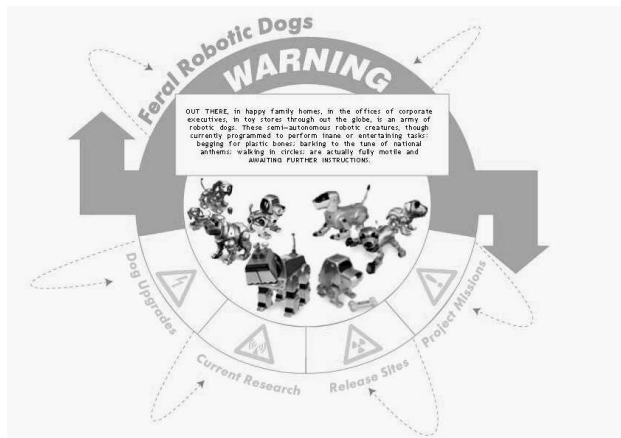 Feral Robotic Dogs
WARNING
OUT THERE, in happy family homes, in the offices of corporate
executives, in toy stores through out the globe, is an army of
robotic dogs. These semi-autonomous robotic creatures, though
currently programmed to perform inane or entertaining tasks:
begging for plastic bones; barking to the tune of national
anthems; walking in circles; are actually fully motile and
AWAITING FURTHER INSTRUCTIONS.
Dog Upgrades
Current Research
Release Sites
Project Missions